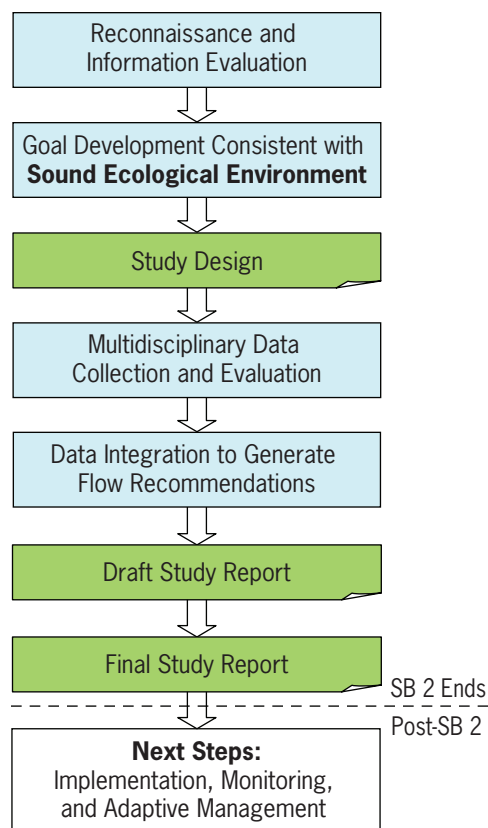 Reconnaissance and
Information Evaluation
Goal Development Consistent with
Sound Ecological Environment
Study Design
Multidisciplinary Data
Collection and Evaluation
Data Integration to Generate
Flow Recommendations
Draft Study Report
Final Study Report
SB 2 Ends
Post-SB 2
Next Steps:
Implementation, Monitoring,
and Adaptive Management